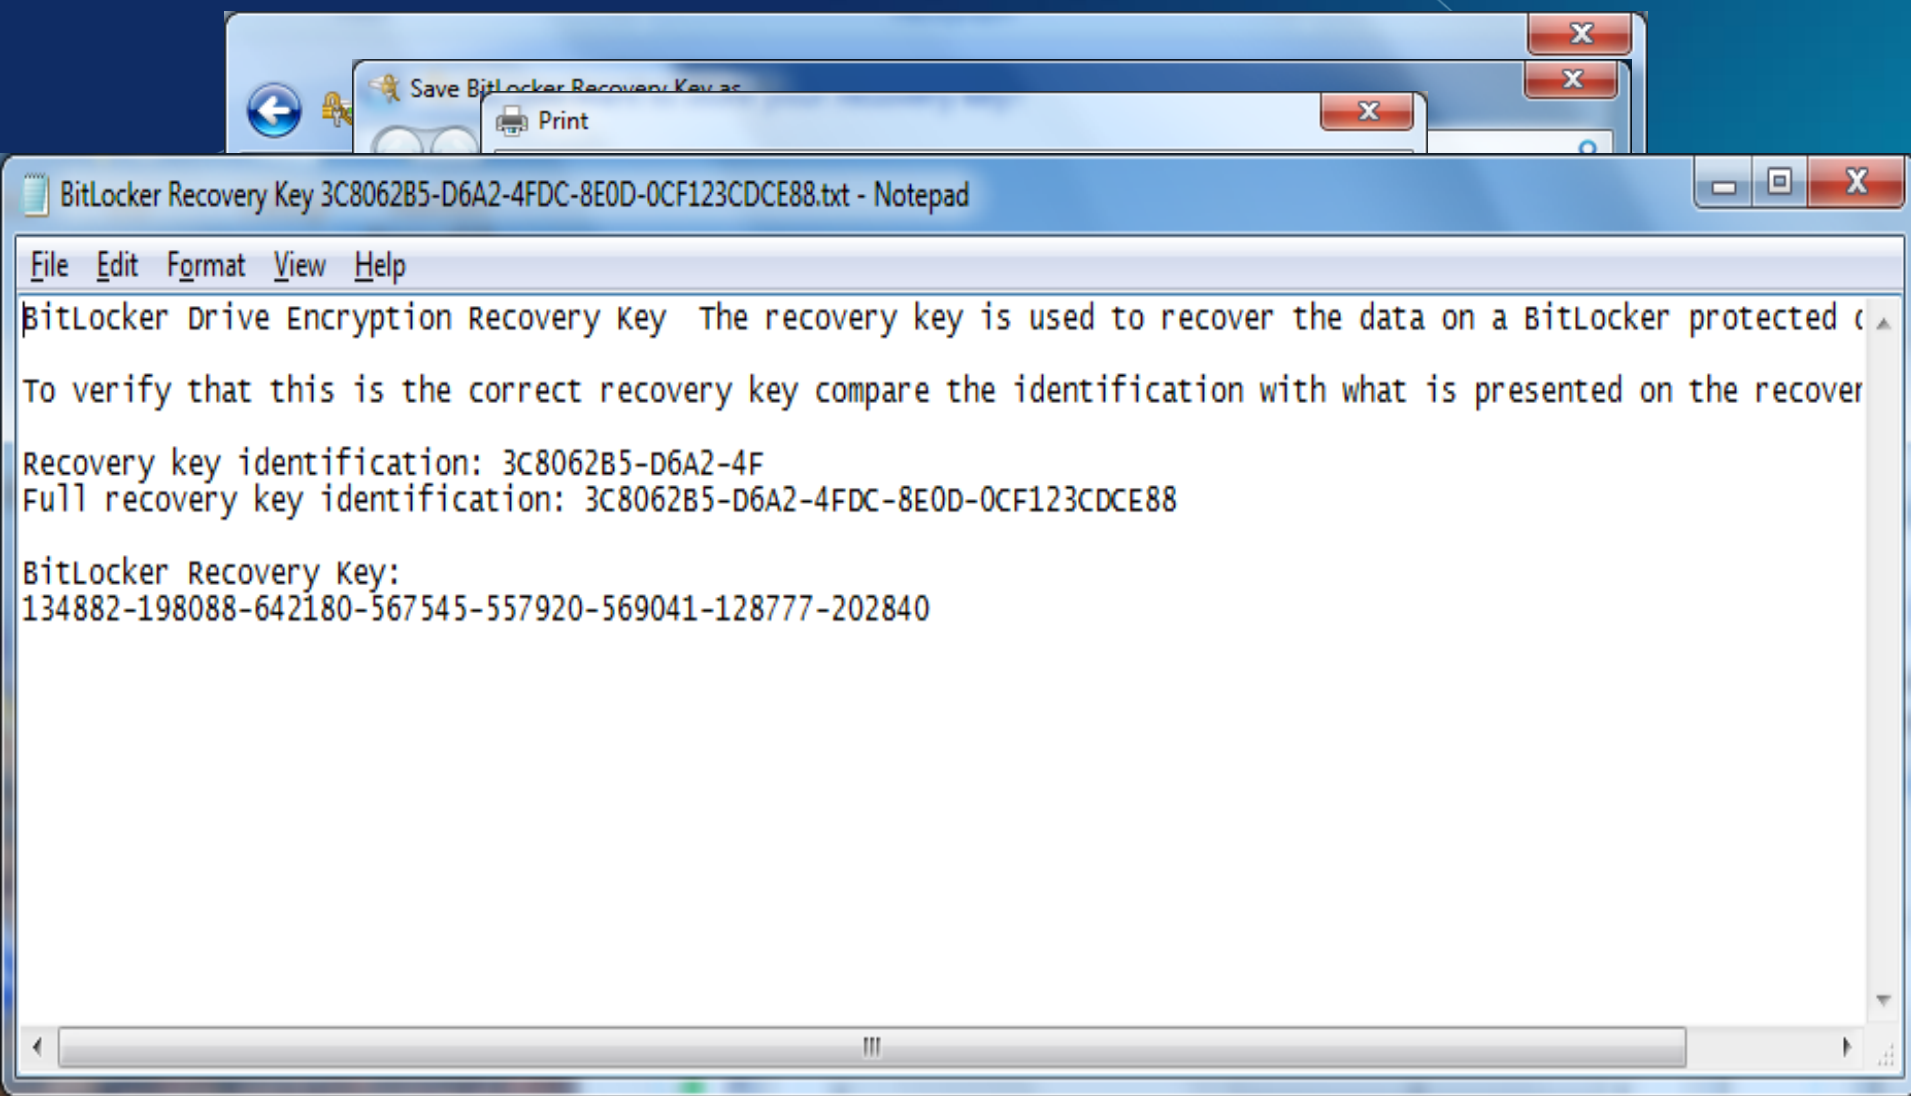 Save BitLocker Recovery Key as
Print
BitLocker Recovery Key 3C8062B5-D6A2-4FDC-8E0D-0CF123CDCE88.txt - Notepad
File Edit Format View Help
BitLocker Drive Encryption Recovery Key  The recovery key is used to recover the data on a BitLocker protected
To verify that this is the correct recovery key compare the identification with what is presented on the recover
Recovery key identification: 3C8062B5-D6A2-4F
Full recovery key identification: 3C8062B5-D6A2-4FDC-8E0D-0CF123CDCE88
BitLocker Recovery Key:
134882-198088-642180-567545-557920-569041-128777-202840